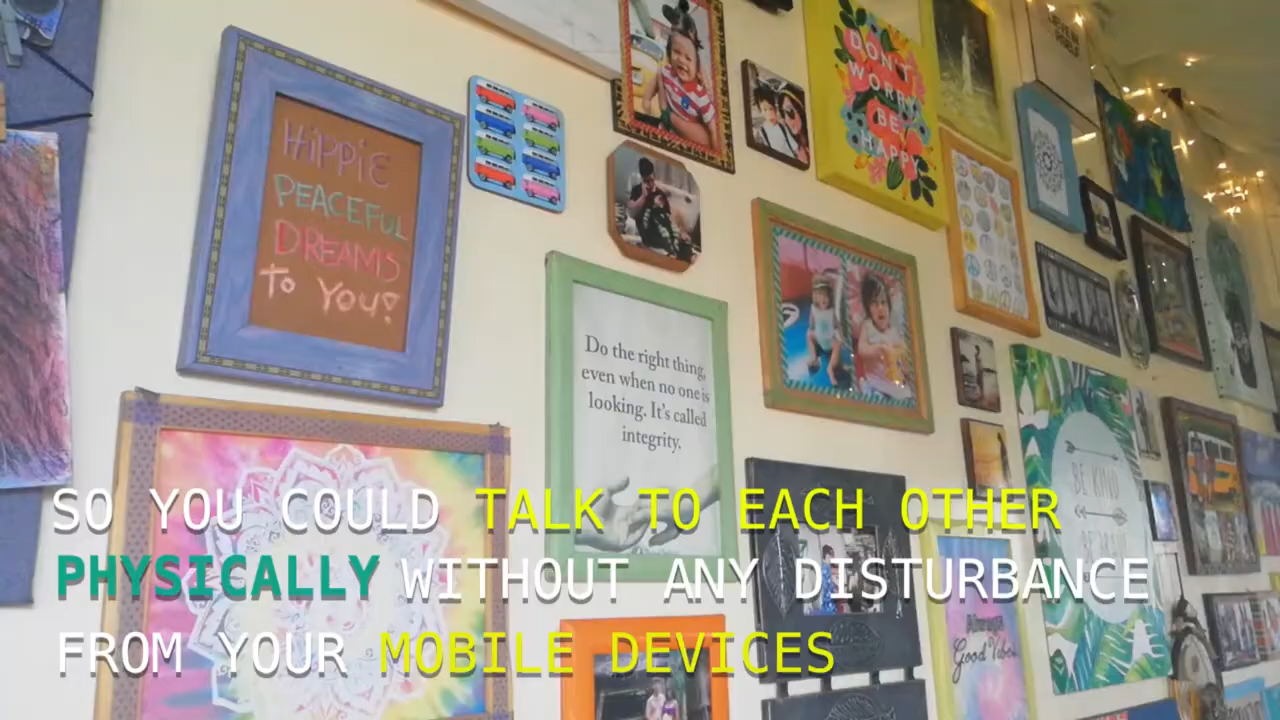 HiPPiE
PEACEFUL
DREAMS
To YOU!
DON'T
WORRY
BE
HAPPY
Do the right thing,
even when no one is
looking. It's called
integrity.
BE KIND
Good Vibes
SO YOU COULD TALK TO EACH OTHER
PHYSICALLY WITHOUT ANY DISTURBANCE
FROM YOUR MOBILE DEVICES